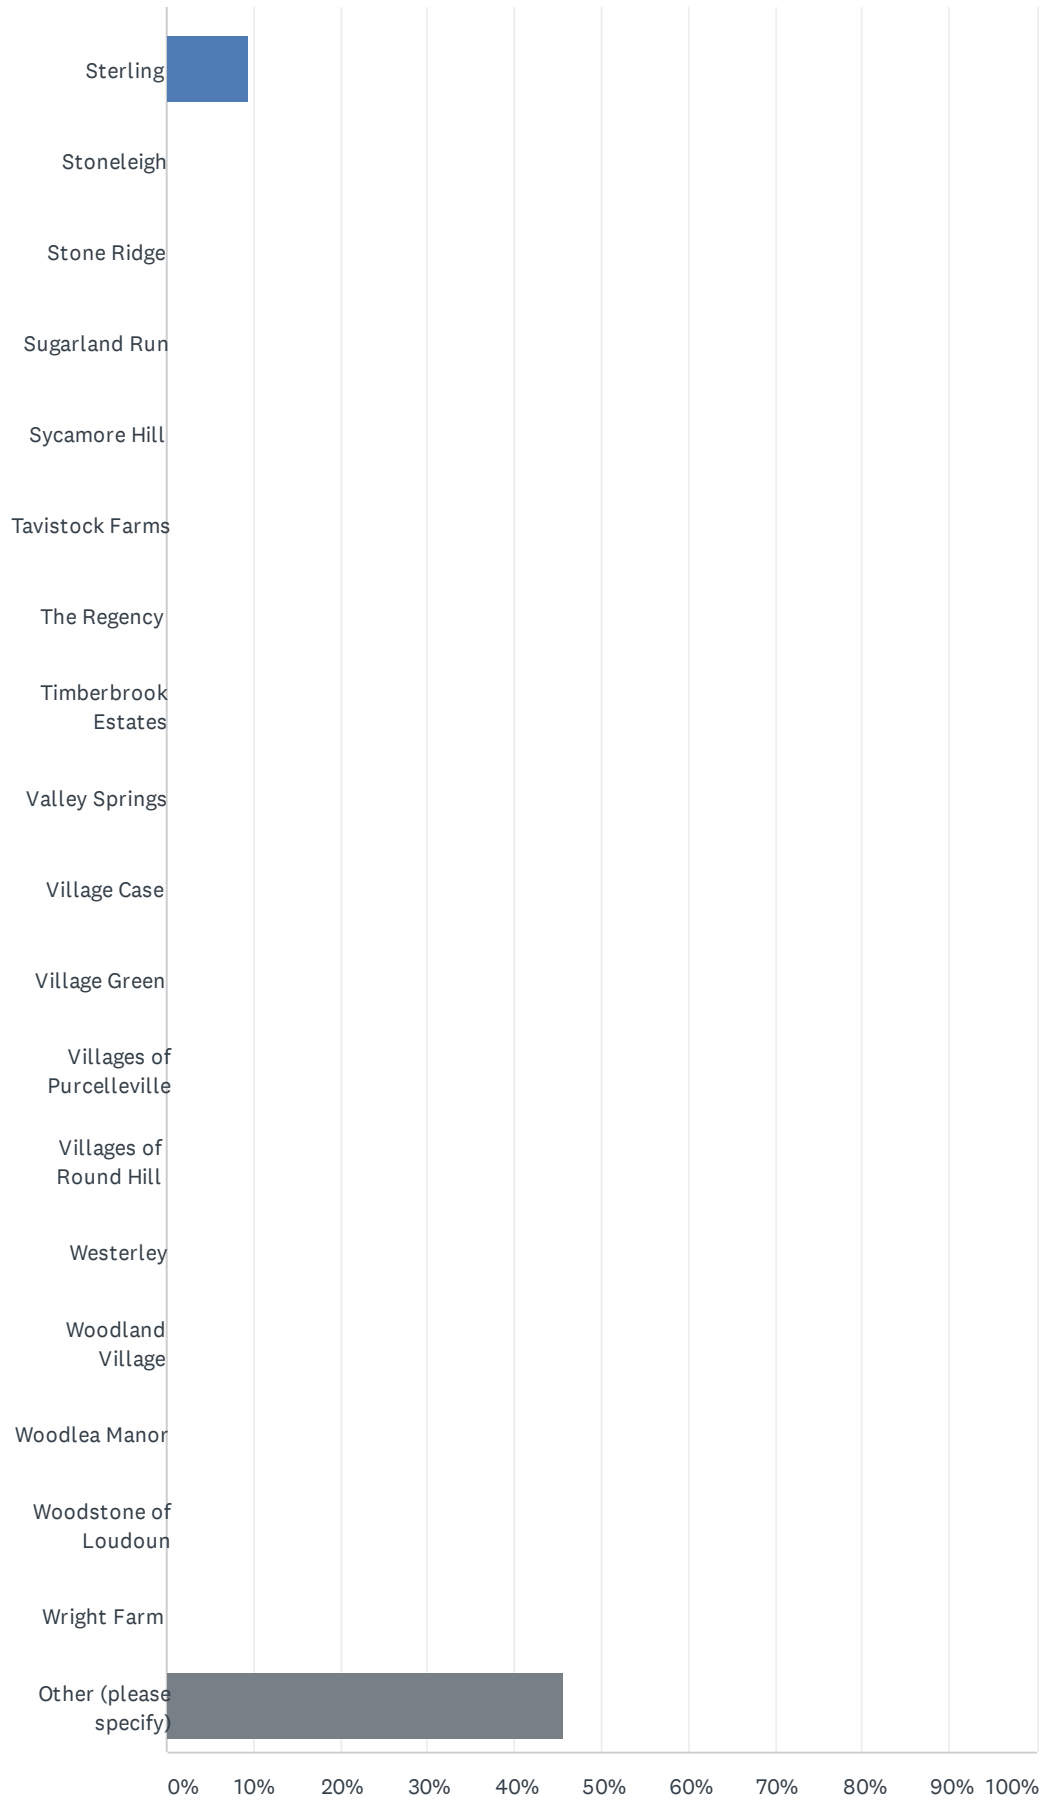 Sterling
Stoneleigh
Stone Ridge
Sugarland Run
Sycamore Hill
Tavistock Farms
The Regency
Timberbrook
Estates
Valley Springs
Village Case
Village Green
Villages of
Purcelleville
Villages of
Round Hill
Westerley
Woodland
Village
Woodlea Manor
Woodstone of
Loudoun
Wright Farm
Other (please
specify)
0% 10% 20% 30% 40% 50% 60% 70% 80% 90% 100%